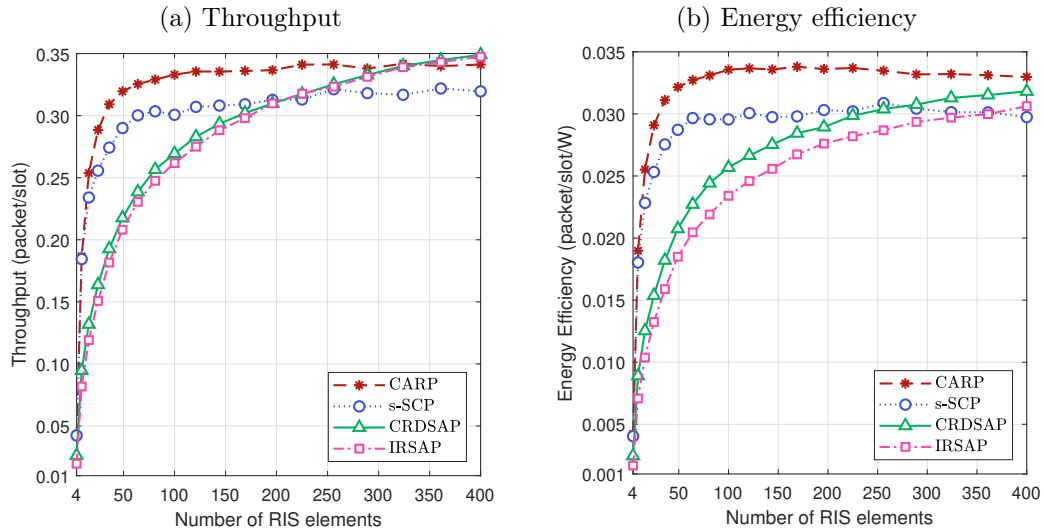 (a) Throughput
0.35
0.30
0.25
0.20
0.15
0.10
0.05
0.01
Throughput (packet/slot)
4 50 100 150 200 250 300 350 400
Number of RIS elements
CARP
s-SCP
CRDSAP
IRSAP
(b) Energy efficiency
0.035
0.030
0.025
0.020
0.015
0.010
0.005
0.001
Energy Efficiency (packet/slot/W)
4 50 100 150 200 250 300 350 400
Number of RIS elements
CARP
s-SCP
CRDSAP
IRSAP